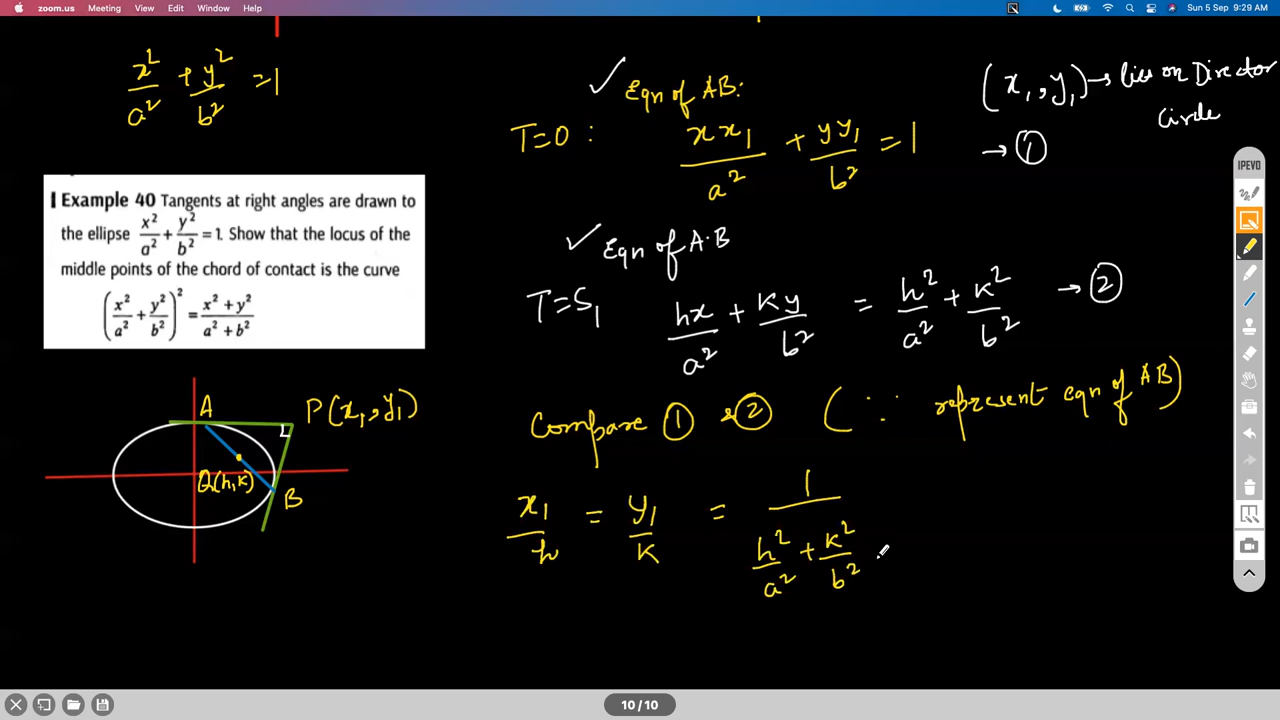 zoom.us Meeting View Edit Window Help Sun 5 Sep 9:29 AM
x²/a² + y²/b² = 1
Example 40 Tangents at right angles are drawn to
the ellipse x²/a² + y²/b² = 1. Show that the locus of the
middle points of the chord of contact is the curve
(x²/a² + y²/b²)² = (x² + y²)/(a² + b²)
A
P(x₁, y₁)
Q(h,k)
B
✓ Eqn of AB:
T=0 : xx₁/a² + yy₁/b² = 1
(x₁, y₁) → lies on Director
Circle
→ ①
✓ Eqn of A·B
T=S₁ hx/a² + ky/b² = h²/a² + k²/b² → ②
Compare ① & ② (∵ represent eqn of AB)
x₁/h = y₁/k = 1/(h²/a² + k²/b²)
IPEVO
10/10